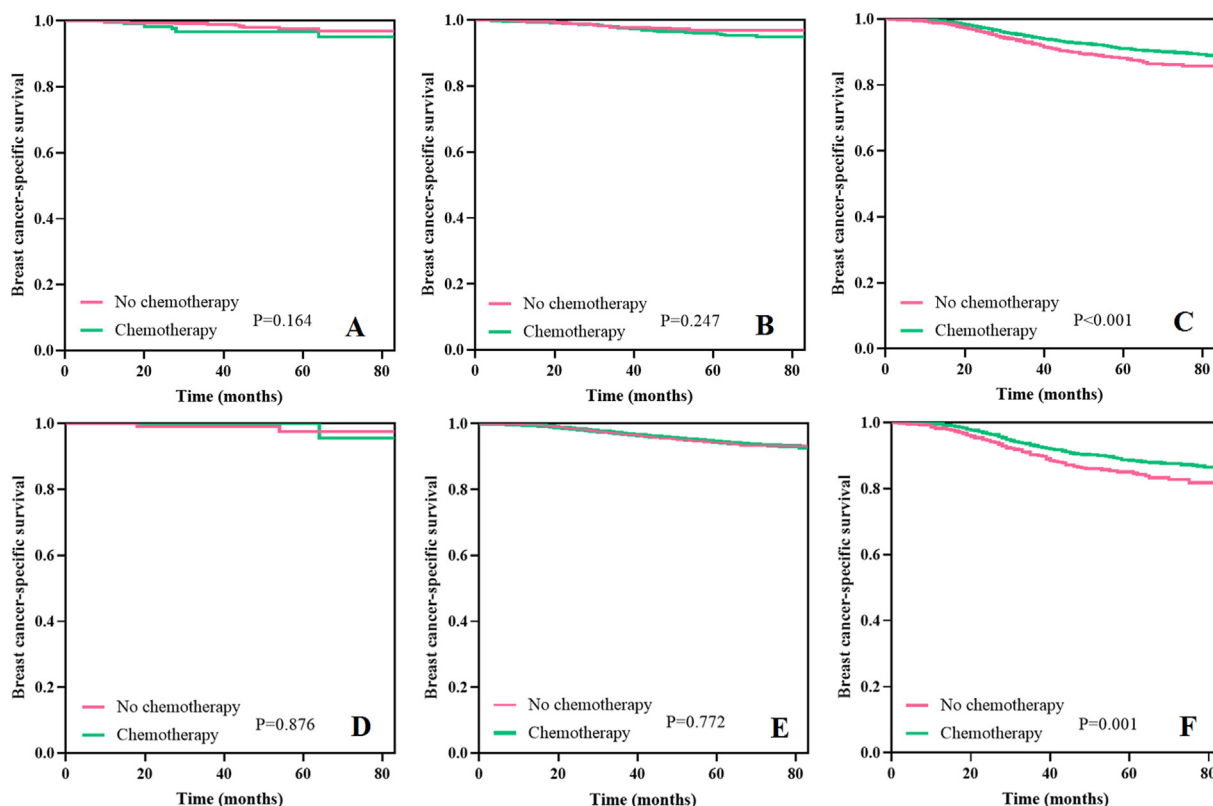 Breast cancer-specific survival
1.0
0.8
0.6
0.4
0.2
0.0
No chemotherapy
Chemotherapy
P=0.164
A
0 20 40 60 80
Time (months)
Breast cancer-specific survival
1.0
0.8
0.6
0.4
0.2
0.0
No chemotherapy
Chemotherapy
P=0.247
B
0 20 40 60 80
Time (months)
Breast cancer-specific survival
1.0
0.8
0.6
0.4
0.2
0.0
No chemotherapy
Chemotherapy
P<0.001
C
0 20 40 60 80
Time (months)
Breast cancer-specific survival
1.0
0.8
0.6
0.4
0.2
0.0
No chemotherapy
Chemotherapy
P=0.876
D
0 20 40 60 80
Time (months)
Breast cancer-specific survival
1.0
0.8
0.6
0.4
0.2
0.0
No chemotherapy
Chemotherapy
P=0.772
E
0 20 40 60 80
Time (months)
Breast cancer-specific survival
1.0
0.8
0.6
0.4
0.2
0.0
No chemotherapy
Chemotherapy
P=0.001
F
0 20 40 60 80
Time (months)